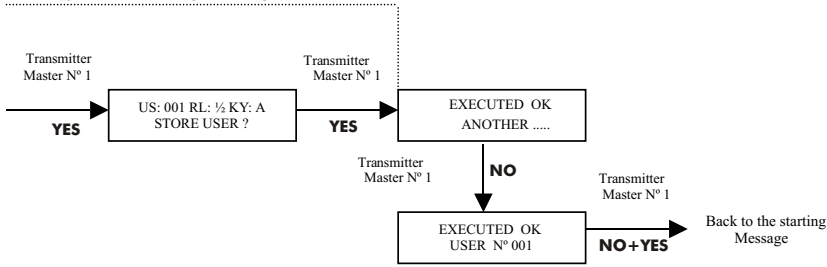 Transmitter
Master Nº 1
YES
US: 001 RL: ½ KY: A
STORE USER ?
Transmitter
Master Nº 1
YES
EXECUTED OK
ANOTHER .....
Transmitter
Master Nº 1
NO
EXECUTED OK
USER Nº 001
Transmitter
Master Nº 1
NO+YES
Back to the starting
Message